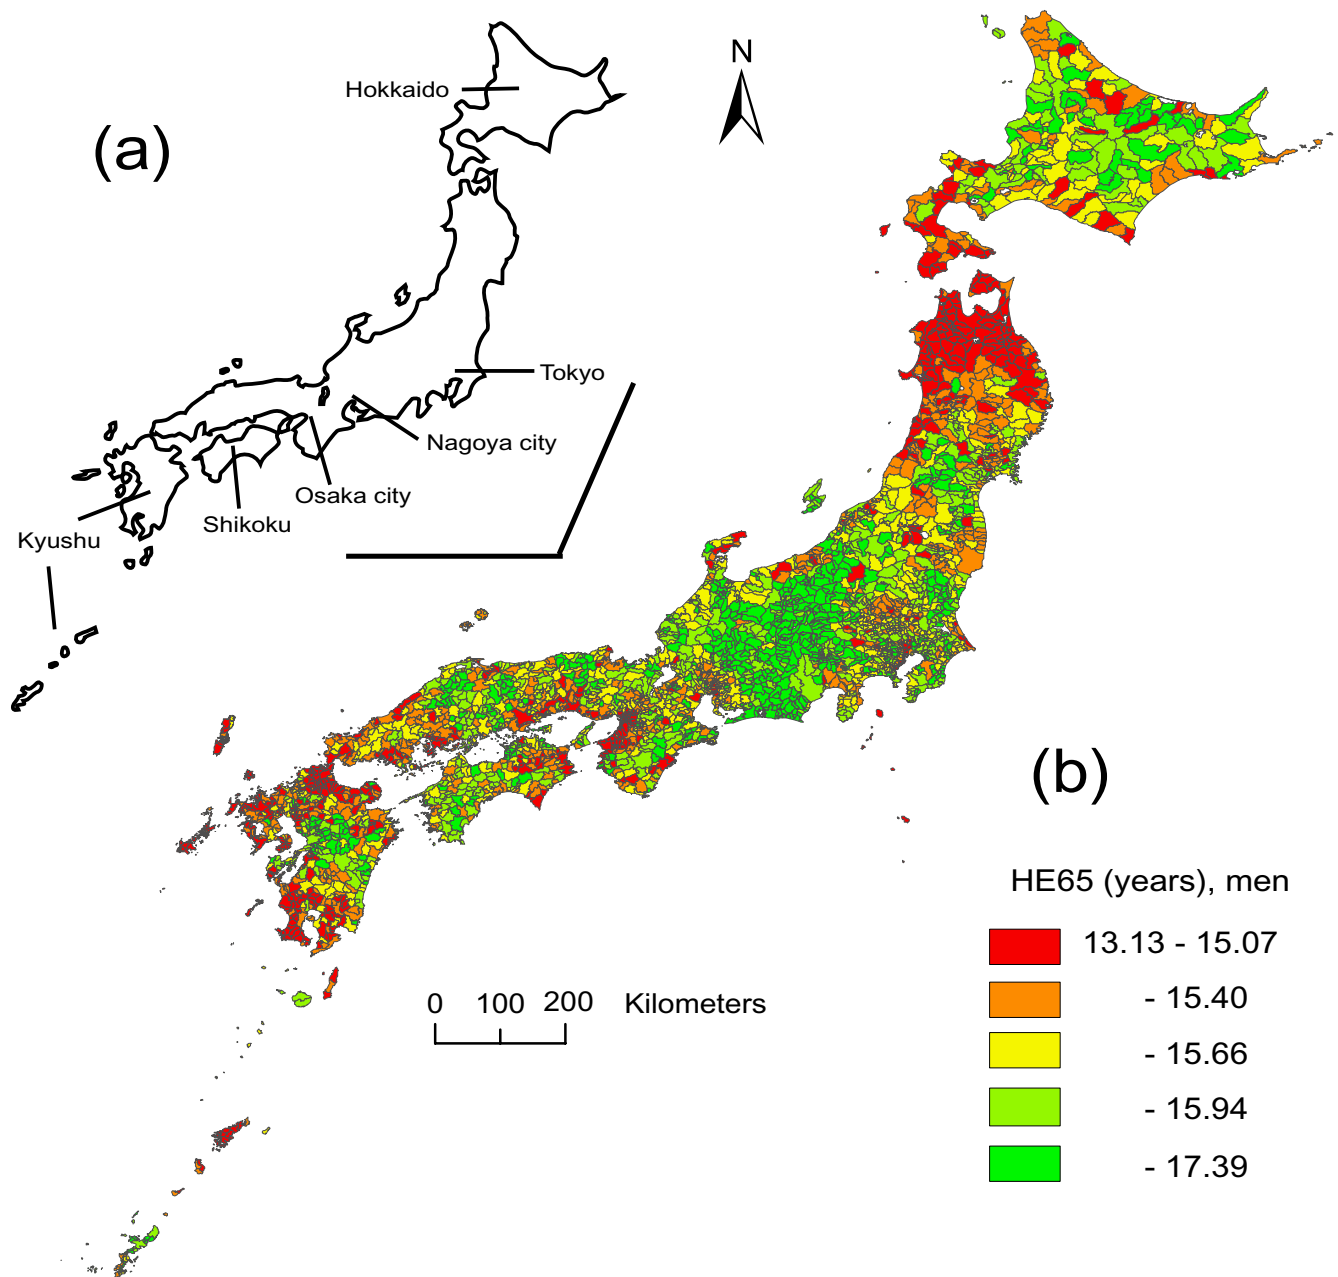 N
Hokkaido
(a)
Tokyo
Nagoya city
Osaka city
Shikoku
Kyushu
(b)
HE65 (years), men
13.13 - 15.07
- 15.40
- 15.66
- 15.94
- 17.39
0 100 200 Kilometers